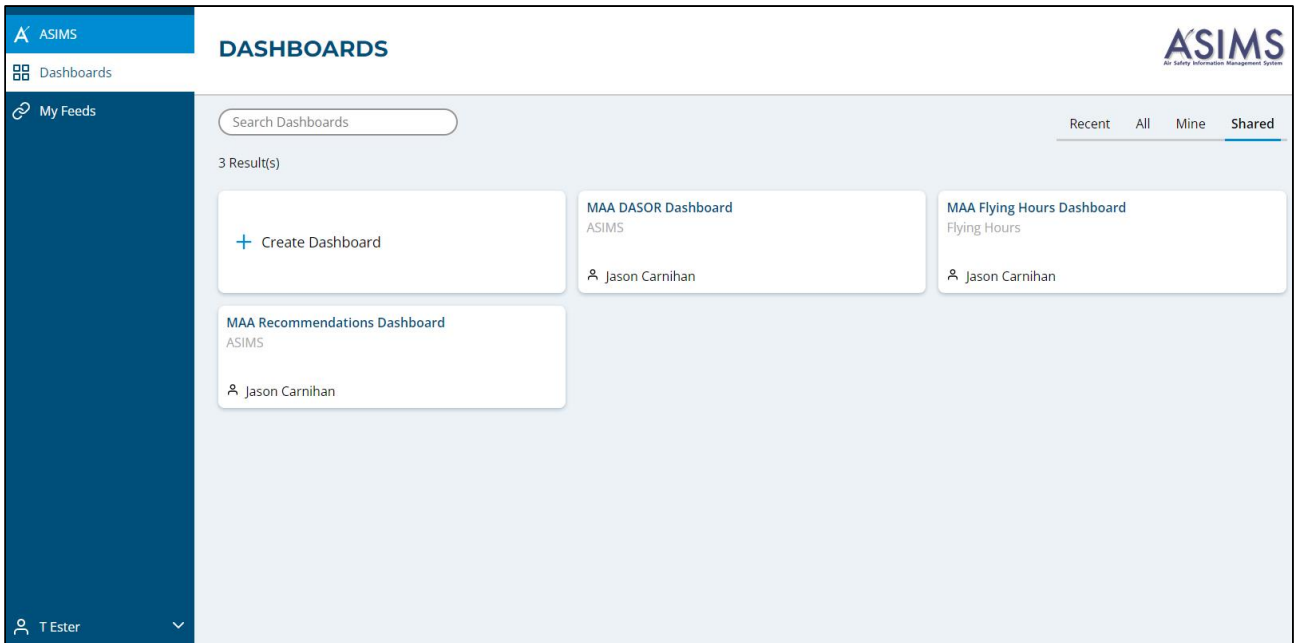 ASIMS
Dashboards
My Feeds
T Ester
DASHBOARDS
ASIMS
Air Safety Information Management System
Search Dashboards
Recent All Mine Shared
3 Result(s)
+ Create Dashboard
MAA DASOR Dashboard
ASIMS
Jason Carnihan
MAA Flying Hours Dashboard
Flying Hours
Jason Carnihan
MAA Recommendations Dashboard
ASIMS
Jason Carnihan